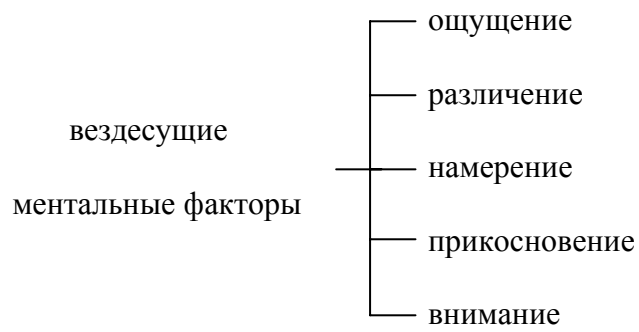 вездесущие
ментальные факторы
ощущение
различение
намерение
прикосновение
внимание